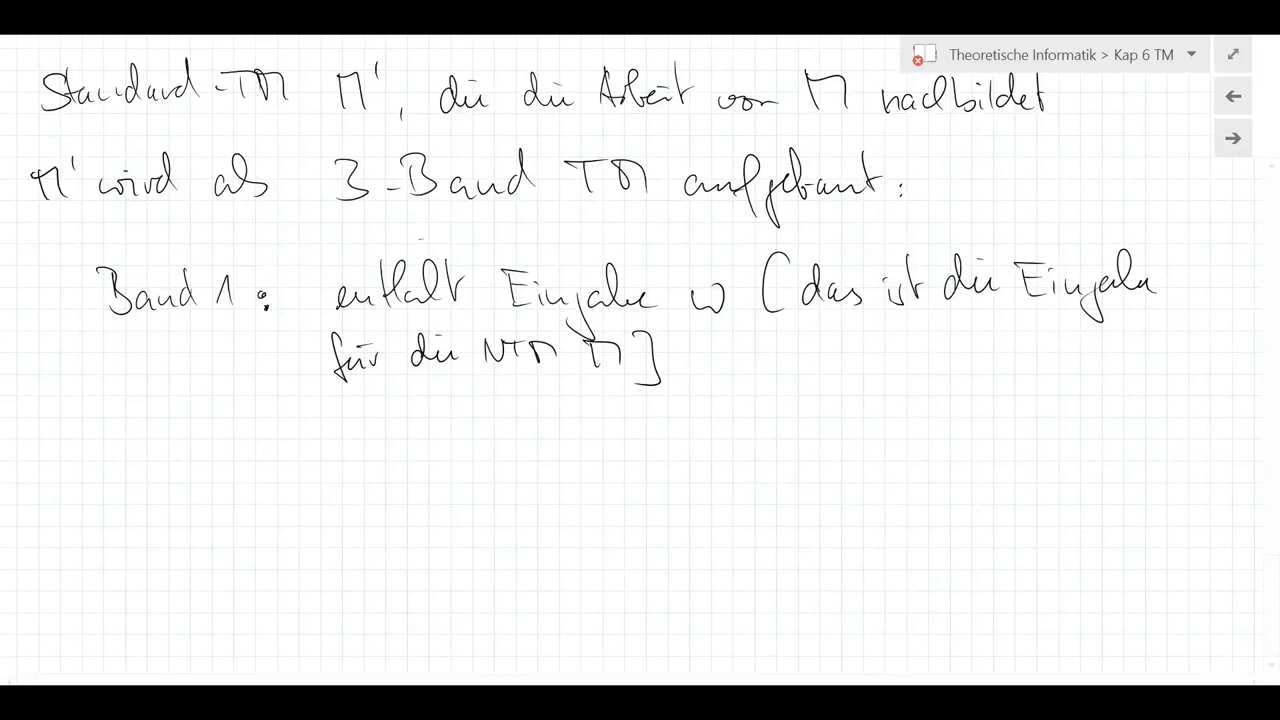 Theoretische Informatik > Kap 6 TM
Standard-TM M', die die Arbeit von M nachbildet
M' wird als 3-Band TM aufgebaut:
Band 1: enthält Eingabe w (das ist die Eingabe
für die NTM M]